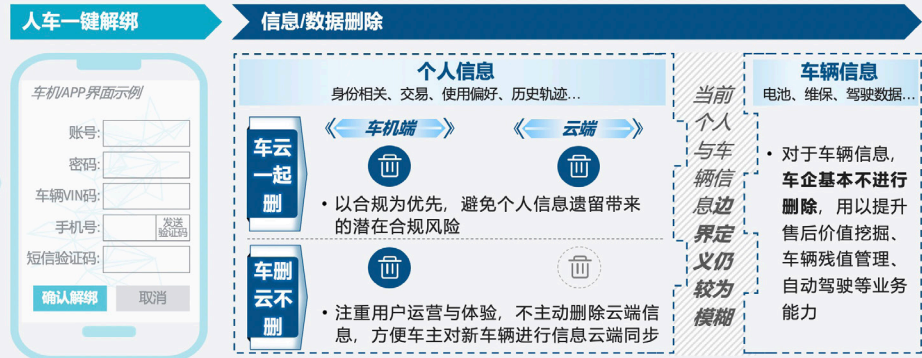 人车一键解绑
信息/数据删除
车机/APP界面示例
账号:
密码:
车辆VIN码:
手机号:
发送
验证码
短信验证码:
确认解绑
取消
个人信息
身份相关、交易、使用偏好、历史轨迹…
车云
一起
删
车机端
云端
• 以合规为优先，避免个人信息遗留带来
的潜在合规风险
车删
云不
删
• 注重用户运营与体验，不主动删除云端信
息，方便车主对新车辆进行信息云端同步
当前
个人
与车
辆信
息边
界定
义仍
较为
模糊
车辆信息
电池、维保、驾驶数据…
• 对于车辆信息，
车企基本不进行
删除，用以提升
售后价值挖掘、
车辆残值管理、
自动驾驶等业务
能力